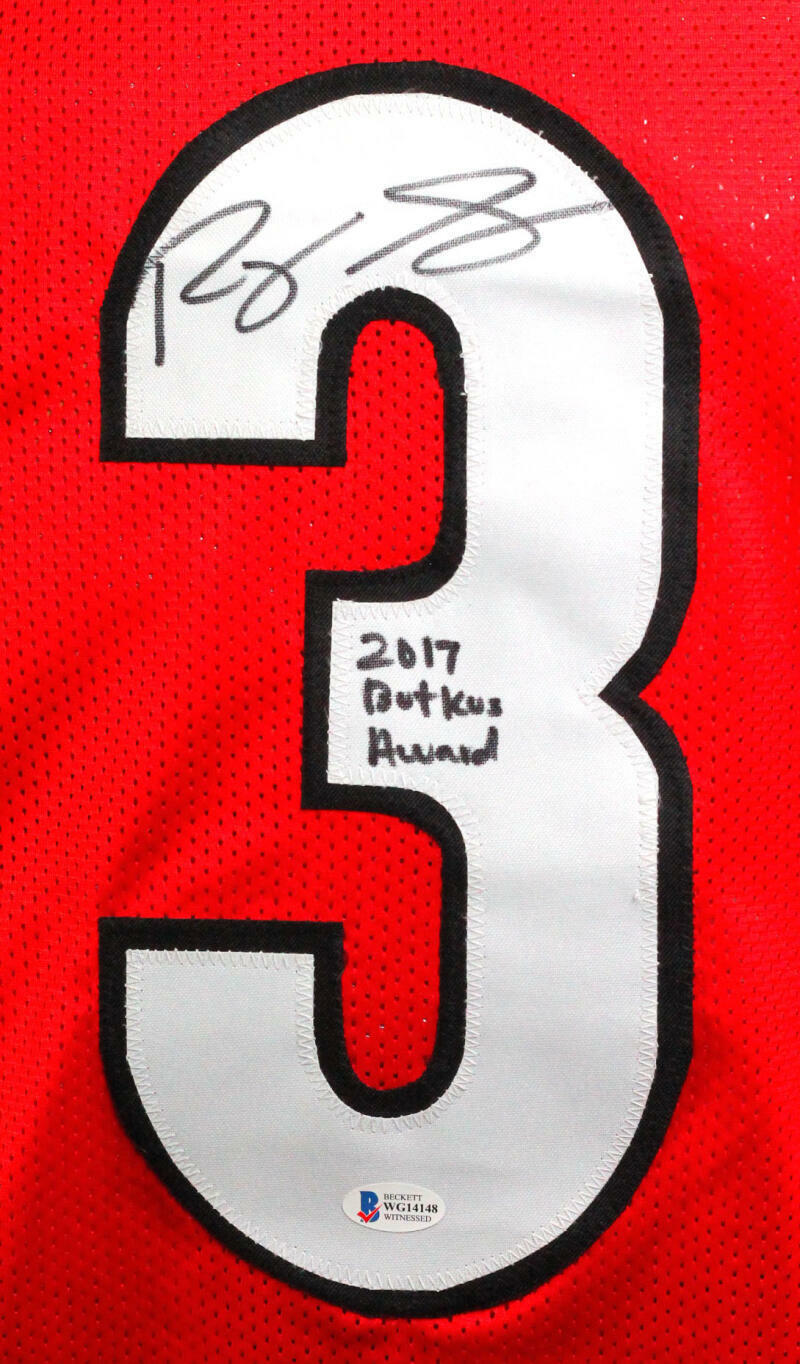 3
2017
Butkus
Award
BECKETT
WG14148
WITNESSED